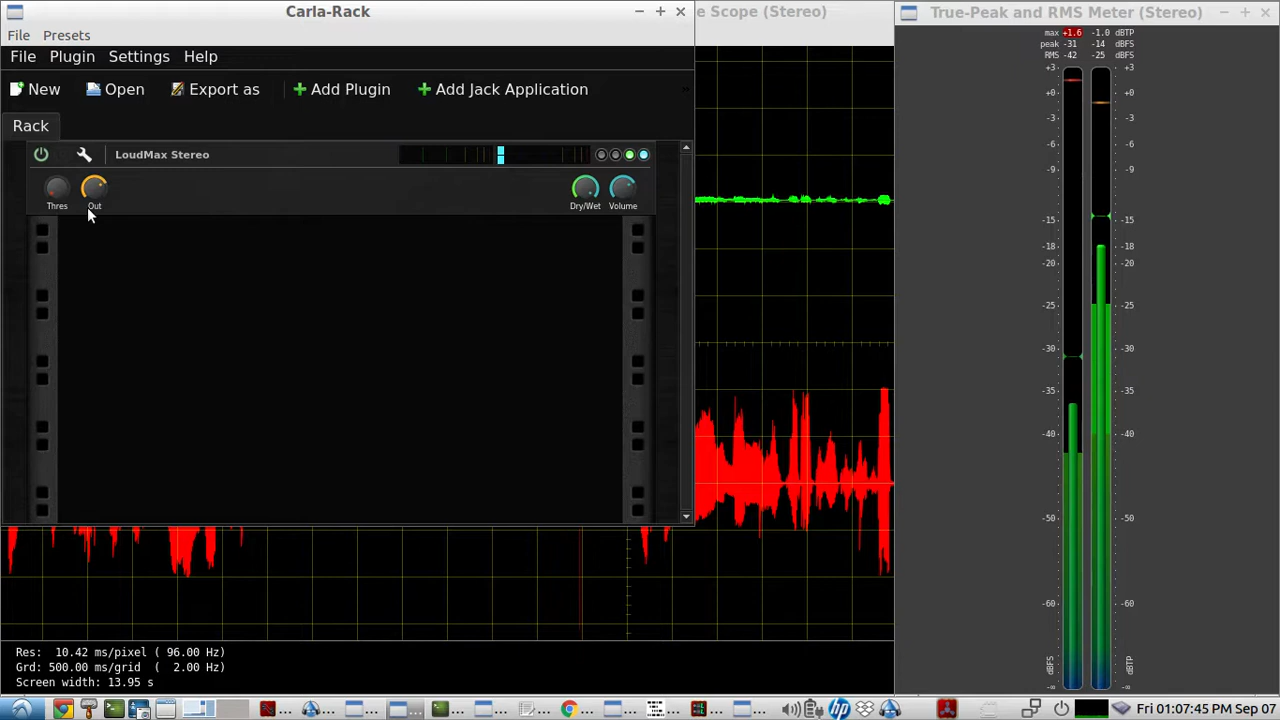 Carla-Rack
e Scope (Stereo)
True-Peak and RMS Meter (Stereo)
File Presets
File Plugin Settings Help
New Open Export as Add Plugin Add Jack Application »
Rack
LoudMax Stereo
Thres Out Dry/Wet Volume
max +1.6 -1.0 dBTP
peak -31 -14 dBFS
RMS -42 -25 dBFS
+3 +3
+0 +0
-3 -3
-6 -6
-9 -9
-15 -15
-18 -18
-20 -20
-25 -25
-30 -30
-35 -35
-40 -40
-50 -50
-60 -60
dBFS dBTP
-∞ -∞
Res: 10.42 ms/pixel ( 96.00 Hz)
Grd: 500.00 ms/grid ( 2.00 Hz)
Screen width: 13.95 s
hp Fri 01:07:45 PM Sep 07